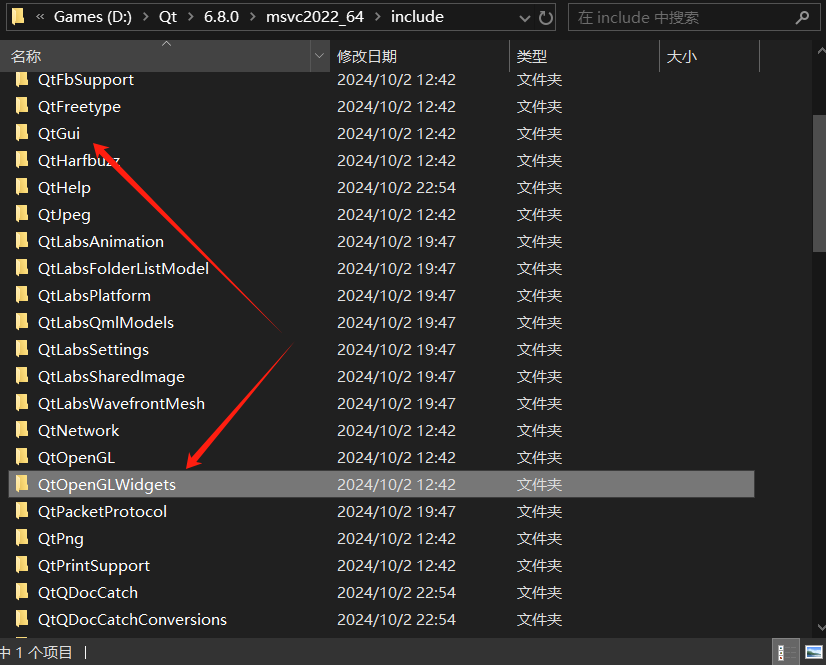 « Games (D:) > Qt > 6.8.0 > msvc2022_64 > include 在 include 中搜索
名称 修改日期 类型 大小
QtFbSupport 2024/10/2 12:42 文件夹
QtFreetype 2024/10/2 12:42 文件夹
QtGui 2024/10/2 12:42 文件夹
QtHarfbuzz 2024/10/2 12:42 文件夹
QtHelp 2024/10/2 22:54 文件夹
QtJpeg 2024/10/2 12:42 文件夹
QtLabsAnimation 2024/10/2 19:47 文件夹
QtLabsFolderListModel 2024/10/2 19:47 文件夹
QtLabsPlatform 2024/10/2 19:47 文件夹
QtLabsQmlModels 2024/10/2 19:47 文件夹
QtLabsSettings 2024/10/2 19:47 文件夹
QtLabsSharedImage 2024/10/2 19:47 文件夹
QtLabsWavefrontMesh 2024/10/2 19:47 文件夹
QtNetwork 2024/10/2 12:42 文件夹
QtOpenGL 2024/10/2 12:42 文件夹
QtOpenGLWidgets 2024/10/2 12:42 文件夹
QtPacketProtocol 2024/10/2 19:47 文件夹
QtPng 2024/10/2 12:42 文件夹
QtPrintSupport 2024/10/2 12:42 文件夹
QtQDocCatch 2024/10/2 22:54 文件夹
QtQDocCatchConversions 2024/10/2 22:54 文件夹
中 1 个项目